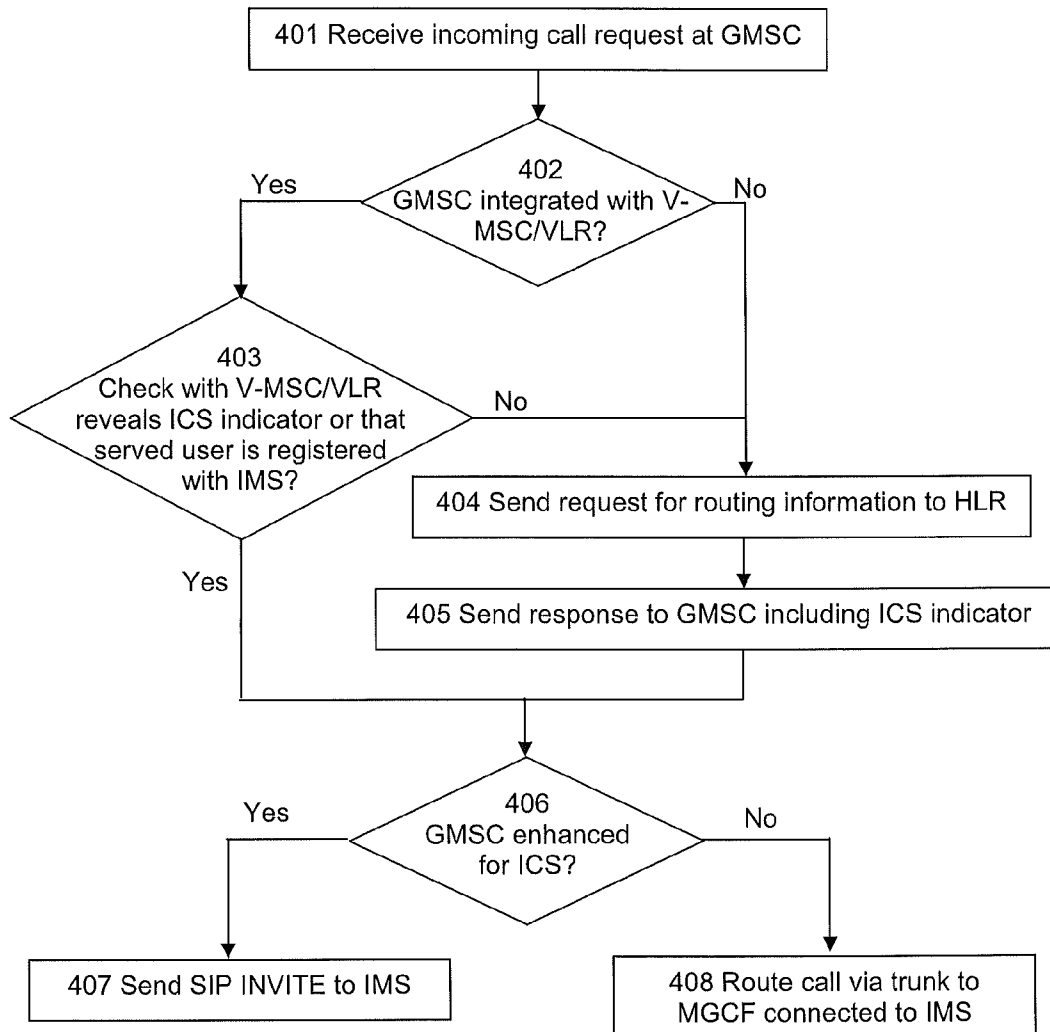 401 Receive incoming call request at GMSC
402
GMSC integrated with V-
MSC/VLR?
Yes
No
403
Check with V-MSC/VLR
reveals ICS indicator or that
served user is registered
with IMS?
No
Yes
404 Send request for routing information to HLR
405 Send response to GMSC including ICS indicator
406
GMSC enhanced
for ICS?
Yes
No
407 Send SIP INVITE to IMS
408 Route call via trunk to
MGCF connected to IMS